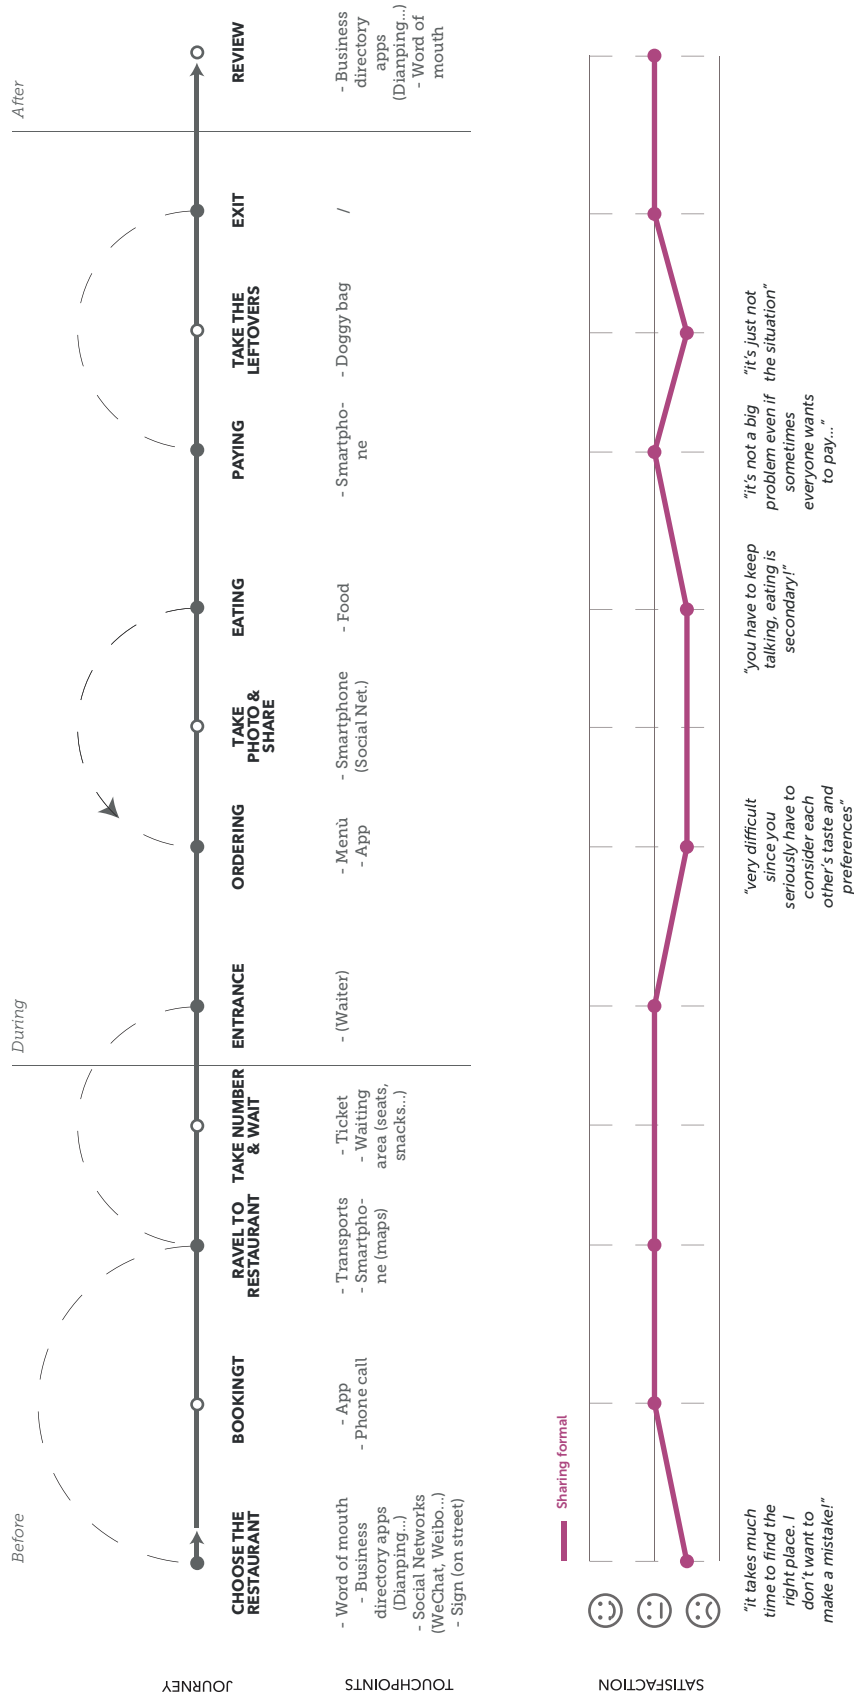 Before
During
After
JOURNEY
CHOOSE THE
RESTAURANT
BOOKINGT
RAVEL TO
RESTAURANT
TAKE NUMBER
& WAIT
ENTRANCE
ORDERING
TAKE
PHOTO &
SHARE
EATING
PAYING
TAKE THE
LEFTOVERS
EXIT
REVIEW
TOUCHPOINTS
- Word of mouth
- Business
directory apps
(Dianping...)
- Social Networks
(WeChat, Weibo...)
- Sign (on street)
- App
- Phone call
- Transports
- Smartpho-
ne (maps)
- Ticket
- Waiting
area (seats,
snacks...)
- (Waiter)
- Menù
- App
- Smartphone
(Social Net.)
- Food
- Smartpho-
ne
- Doggy bag
/
- Business
directory
apps
(Dianping...)
- Word of
mouth
Sharing formal
SATISFACTION
"it takes much
time to find the
right place. I
don't want to
make a mistake!"
"very difficult
since you
seriously have to
consider each
other's taste and
preferences"
"you have to keep
talking, eating is
secondary!"
"it's not a big
problem even if
sometimes
everyone wants
to pay..."
"it's just not
the situation"